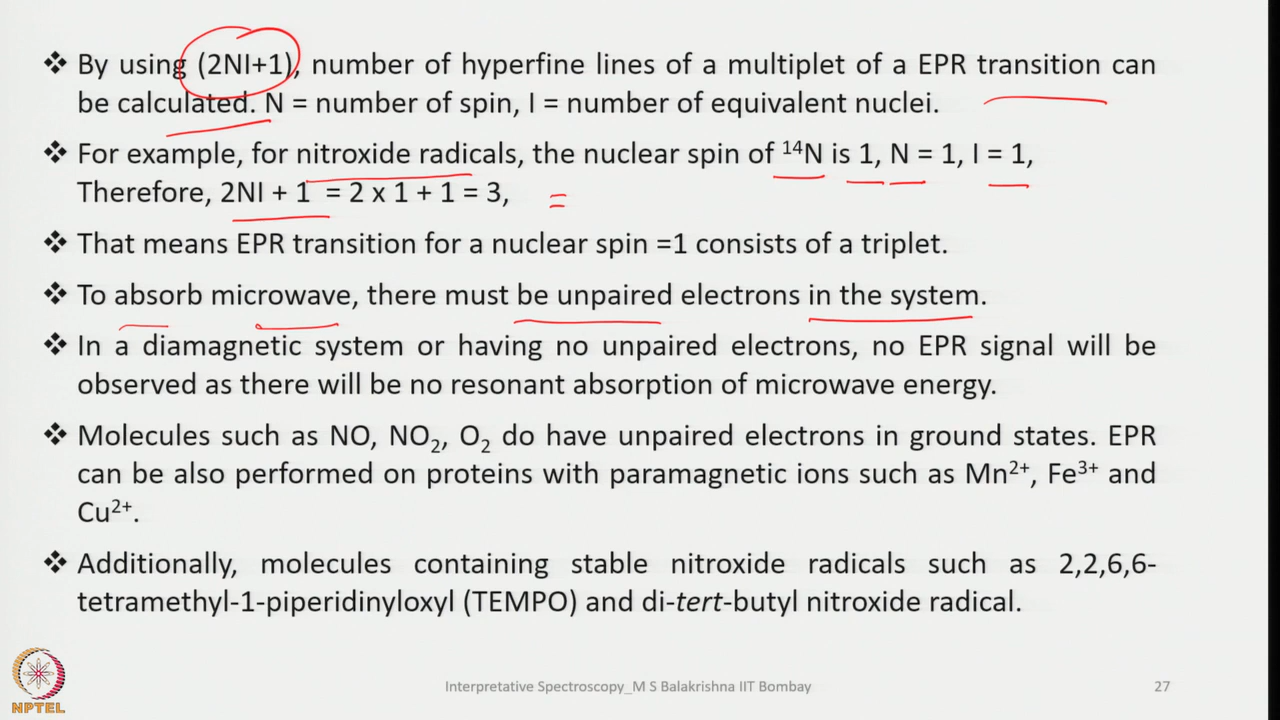 ❖ By using (2NI+1), number of hyperfine lines of a multiplet of a EPR transition can
be calculated. N = number of spin, I = number of equivalent nuclei.
❖ For example, for nitroxide radicals, the nuclear spin of ¹⁴N is 1, N = 1, I = 1,
Therefore, 2NI + 1 = 2 x 1 + 1 = 3, =
❖ That means EPR transition for a nuclear spin =1 consists of a triplet.
❖ To absorb microwave, there must be unpaired electrons in the system.
❖ In a diamagnetic system or having no unpaired electrons, no EPR signal will be
observed as there will be no resonant absorption of microwave energy.
❖ Molecules such as NO, NO₂, O₂ do have unpaired electrons in ground states. EPR
can be also performed on proteins with paramagnetic ions such as Mn²⁺, Fe³⁺ and
Cu²⁺.
❖ Additionally, molecules containing stable nitroxide radicals such as 2,2,6,6-
tetramethyl-1-piperidinyloxyl (TEMPO) and di-tert-butyl nitroxide radical.
NPTEL
Interpretative Spectroscopy_M S Balakrishna IIT Bombay
27